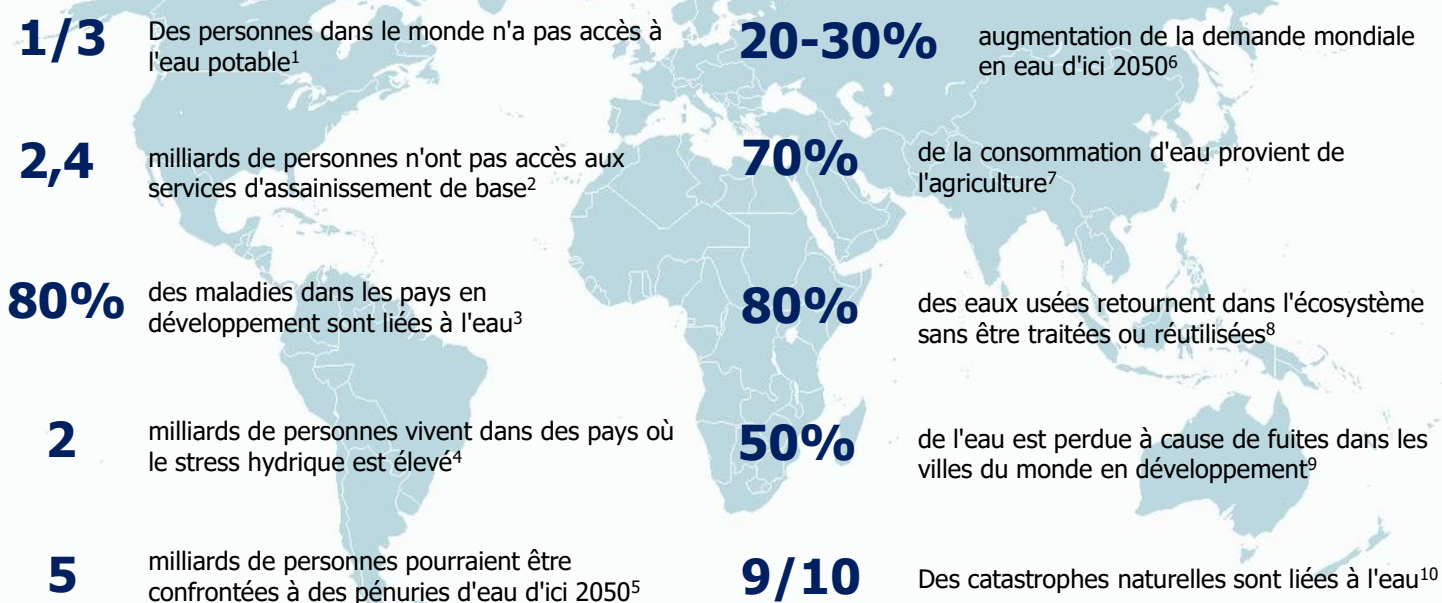 1/3
Des personnes dans le monde n'a pas accès à
l'eau potable¹
2,4
milliards de personnes n'ont pas accès aux
services d'assainissement de base²
80%
des maladies dans les pays en
développement sont liées à l'eau³
2
milliards de personnes vivent dans des pays où
le stress hydrique est élevé⁴
5
milliards de personnes pourraient être
confrontées à des pénuries d'eau d'ici 2050⁵
20-30%
augmentation de la demande mondiale
en eau d'ici 2050⁶
70%
de la consommation d'eau provient de
l'agriculture⁷
80%
des eaux usées retournent dans l'écosystème
sans être traitées ou réutilisées⁸
50%
de l'eau est perdue à cause de fuites dans les
villes du monde en développement⁹
9/10
Des catastrophes naturelles sont liées à l'eau¹⁰